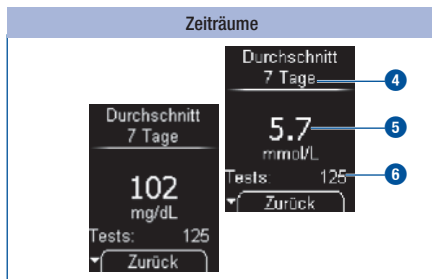 Zeiträume
Durchschnitt
7 Tage
102
mg/dL
Tests: 125
Zurück
Durchschnitt
7 Tage
4
5.7
5
mmol/L
Tests: 125
6
Zurück